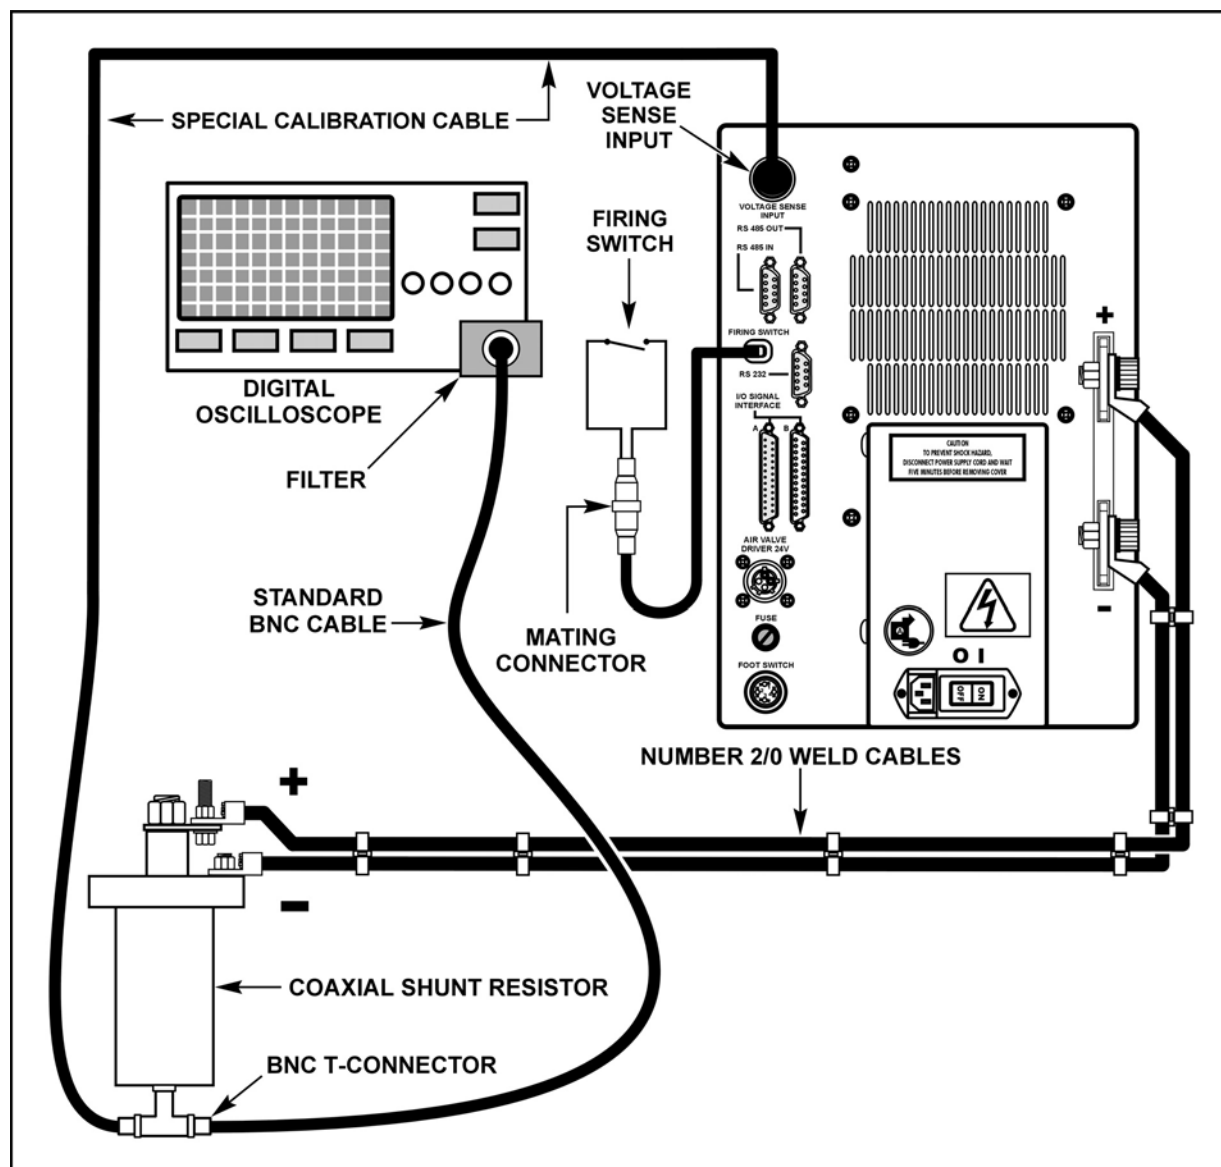 SPECIAL CALIBRATION CABLE
VOLTAGE
SENSE
INPUT
VOLTAGE SENSE
INPUT
RS 485 OUT
RS 485 IN
FIRING
SWITCH
FIRING SWITCH
RS 232
I/O SIGNAL
INTERFACE
A
B
+
DIGITAL
OSCILLOSCOPE
FILTER
CAUTION
TO PREVENT SHOCK HAZARD,
DISCONNECT POWER SUPPLY CORD AND WAIT
FIVE MINUTES BEFORE REMOVING COVER
AIR VALVE
DRIVER 24V
STANDARD
BNC CABLE
MATING
CONNECTOR
FUSE
-
FOOT SWITCH
O I
OFF
ON
NUMBER 2/0 WELD CABLES
+
-
COAXIAL SHUNT RESISTOR
BNC T-CONNECTOR